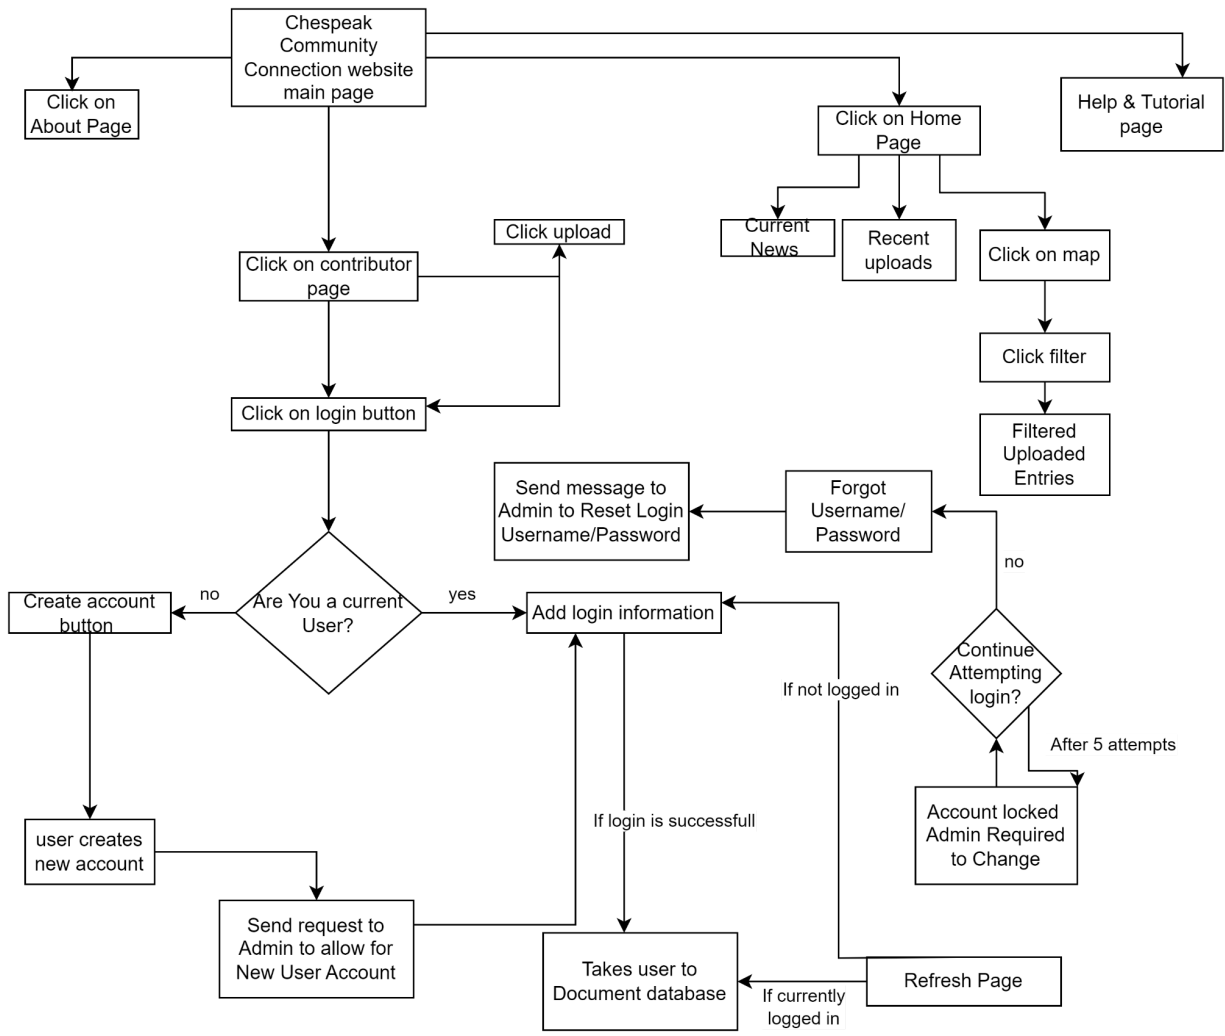 Chespeak
Community
Connection website
main page
Click on
About Page
Click on Home
Page
Help & Tutorial
page
Current
News
Recent
uploads
Click on map
Click upload
Click on contributor
page
Click filter
Click on login button
Filtered
Uploaded
Entries
Send message to
Admin to Reset Login
Username/Password
Forgot
Username/
Password
no
Create account
button
no
Are You a current
User?
yes
Add login information
Continue
Attempting
login?
If not logged in
After 5 attempts
If login is successfull
Account locked
Admin Required
to Change
user creates
new account
Send request to
Admin to allow for
New User Account
Takes user to
Document database
If currently
logged in
Refresh Page